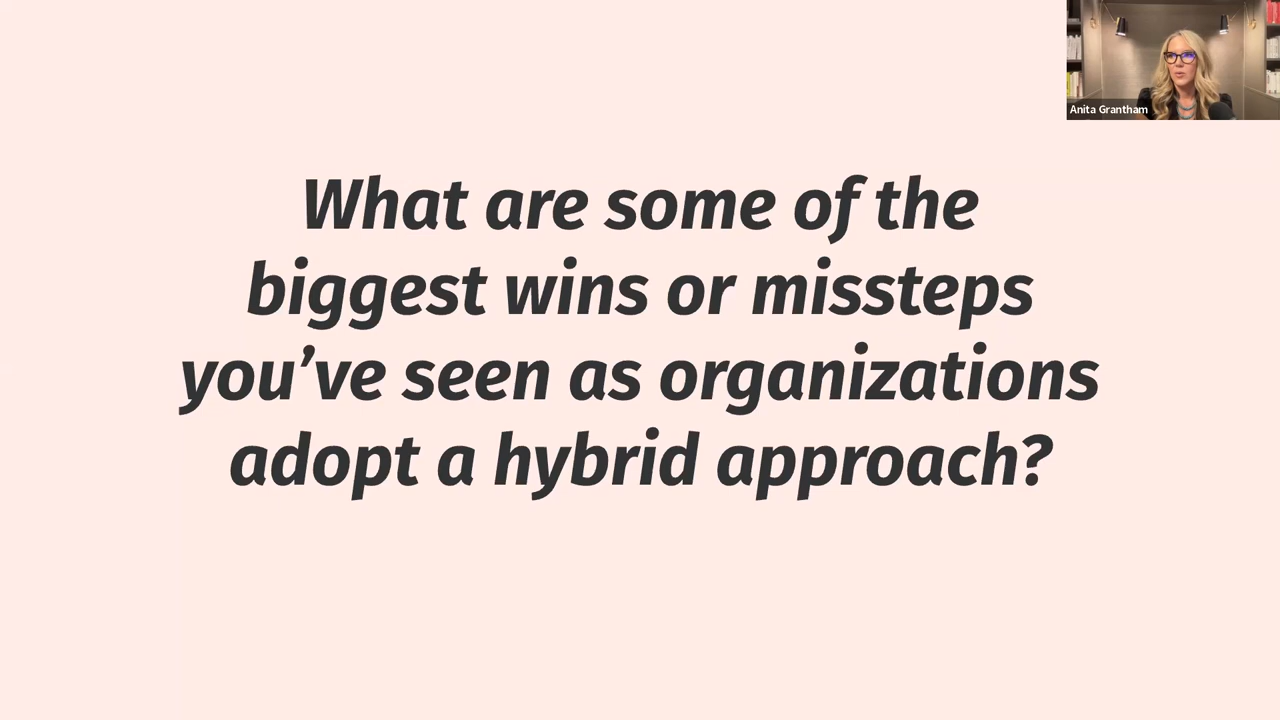 Anita Grantham
What are some of the
biggest wins or missteps
you’ve seen as organizations
adopt a hybrid approach?